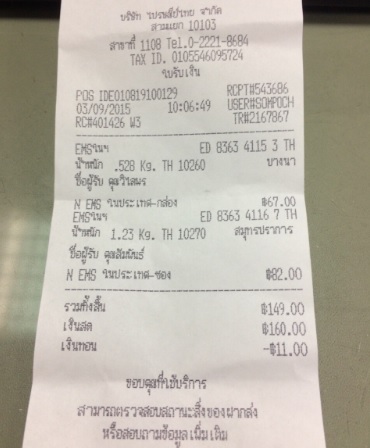 บริษัท ไปรษณีย์ไทย จำกัด
สามแยก 10103
สาขาที่ 1108 Tel.0-2221-8684
TAX ID. 0105546095724
ใบรับเงิน
POS IDE010819100129 RCPT#543686
03/09/2015 10:06:49 USER#SOMPOCH
RC#401426 W3 TR#2167867
EMSในฯ ED 8363 4115 3 TH
น้ำหนัก .528 Kg. TH 10260 บางนา
ชื่อผู้รับ คุณวิรสพร
N EMS ในประเทศ-กล่อง ฿67.00
EMSในฯ ED 8363 4116 7 TH
น้ำหนัก 1.23 Kg. TH 10270 สมุทรปราการ
ชื่อผู้รับ คุณสัมพันธ์
N EMS ในประเทศ-ซอง ฿82.00
รวมทั้งสิ้น ฿149.00
เงินสด ฿160.00
เงินทอน -฿11.00
ขอบคุณที่ใช้บริการ
สามารถตรวจสอบสถานะสิ่งของฝากส่ง
หรือสอบถามข้อมูลเพิ่มเติม